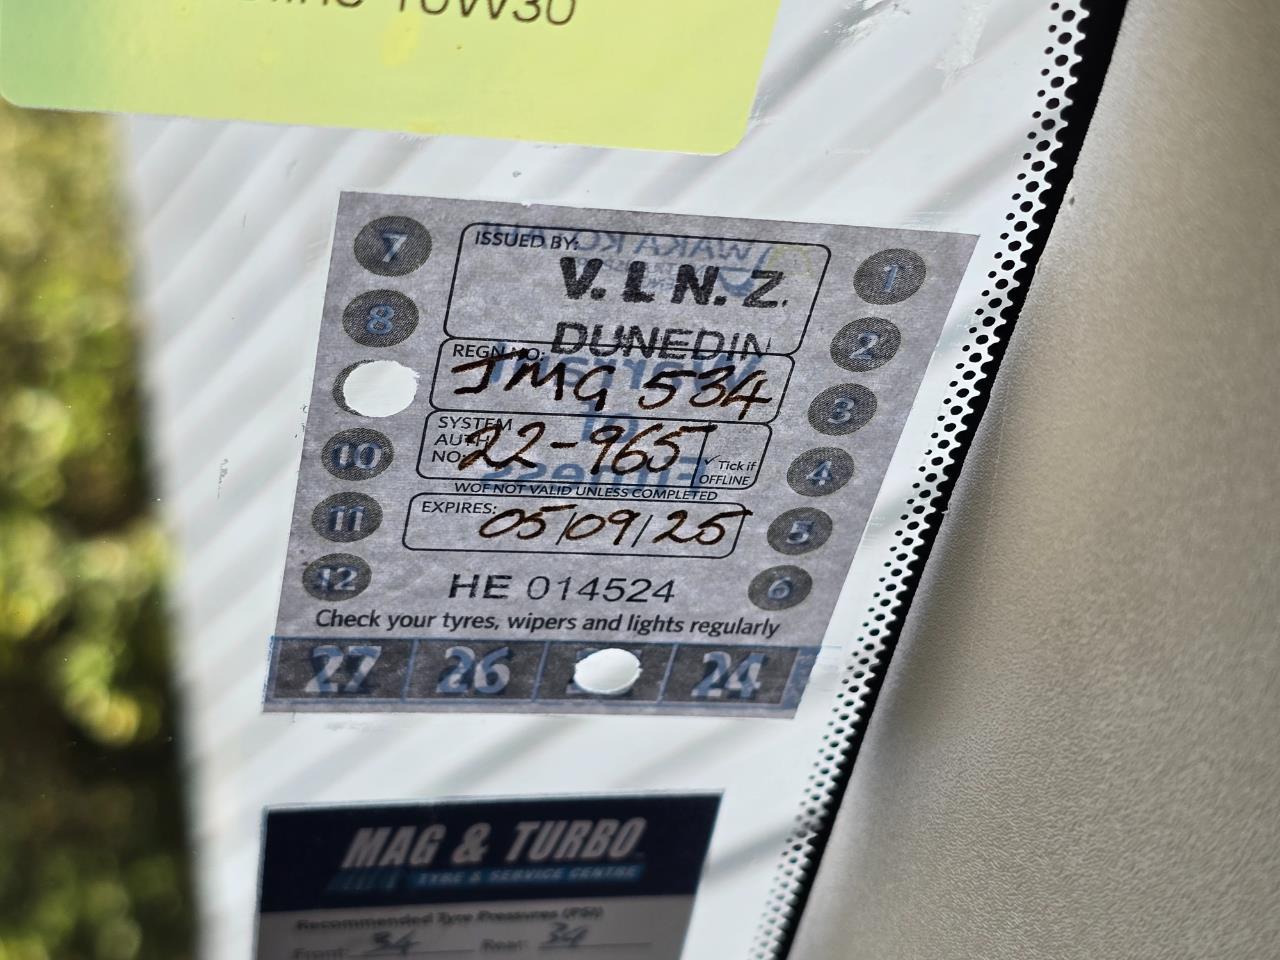 10W30
7
8
10
11
12
ISSUED BY:
V.I.N.Z.
DUNEDIN
REGN NO: JMG 534
SYSTEM
AUTH
NO: 22-965
✓ Tick if
OFFLINE
WOF NOT VALID UNLESS COMPLETED
EXPIRES: 05/09/25
HE 014524
1
2
3
4
5
6
Check your tyres, wipers and lights regularly
27 26 24
Warrant
of
Fitness
MAG & TURBO
TYRE & SERVICE CENTRE
Recommended Tyre Pressures (PSI)
Front: 34 Rear: 34